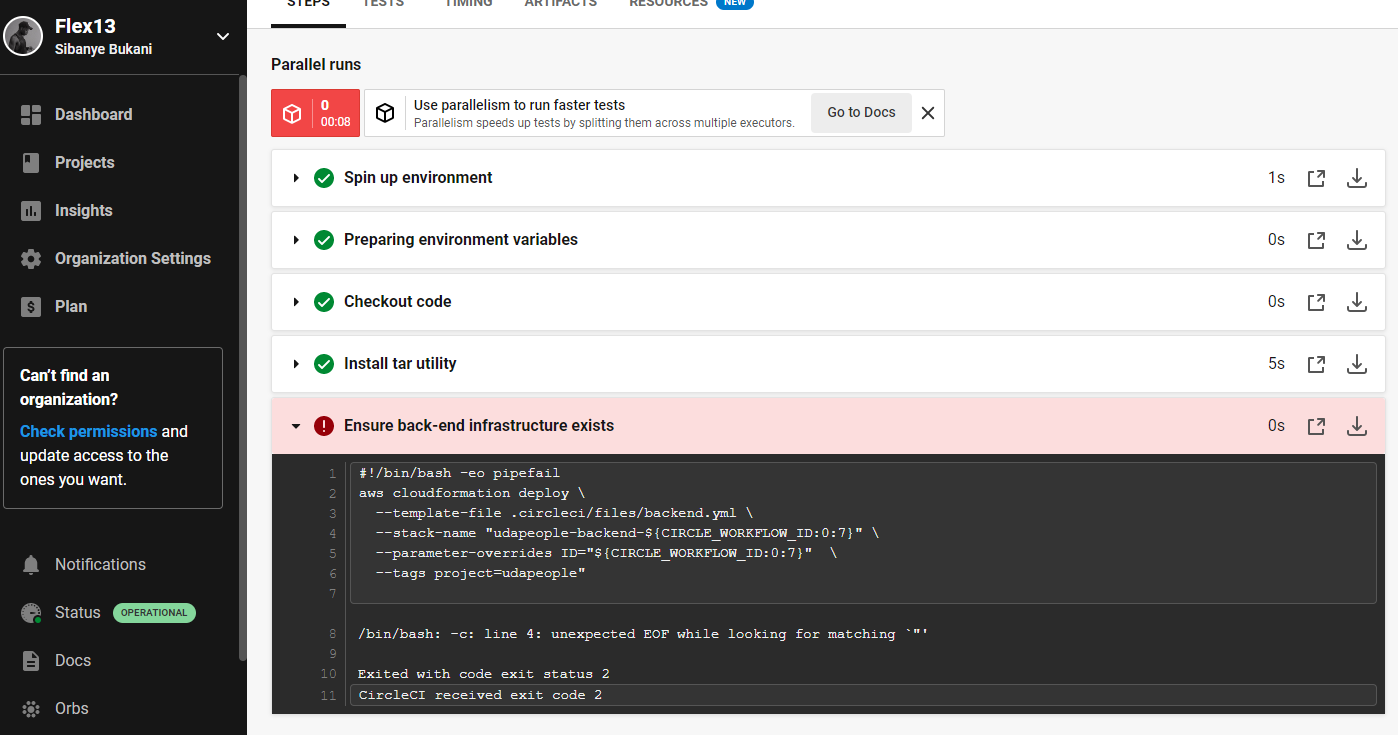 STEPS TESTS TIMING ARTIFACTS RESOURCES NEW
Flex13
Sibanye Bukani
Dashboard
Projects
Insights
Organization Settings
Plan
Can't find an
organization?
Check permissions and
update access to the
ones you want.
Notifications
Status OPERATIONAL
Docs
Orbs
Parallel runs
0
00:08
Use parallelism to run faster tests
Parallelism speeds up tests by splitting them across multiple executors.
Go to Docs
Spin up environment 1s
Preparing environment variables 0s
Checkout code 0s
Install tar utility 5s
Ensure back-end infrastructure exists 0s
1 #!/bin/bash -eo pipefail
2 aws cloudformation deploy \
3 --template-file .circleci/files/backend.yml \
4 --stack-name "udapeople-backend-${CIRCLE_WORKFLOW_ID:0:7}" \
5 --parameter-overrides ID="${CIRCLE_WORKFLOW_ID:0:7}" \
6 --tags project=udapeople"
7
8 /bin/bash: -c: line 4: unexpected EOF while looking for matching `"'
9
10 Exited with code exit status 2
11 CircleCI received exit code 2